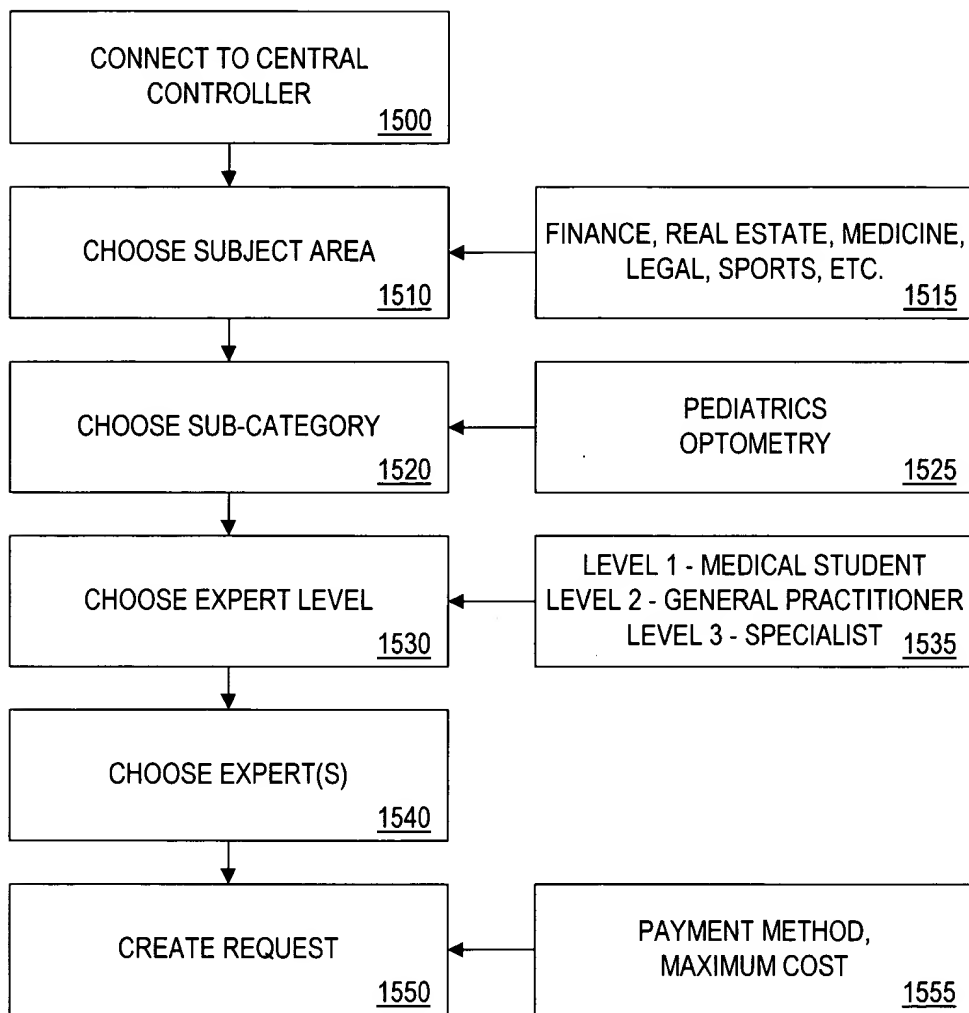 CONNECT TO CENTRAL
CONTROLLER
1500
CHOOSE SUBJECT AREA
1510
FINANCE, REAL ESTATE, MEDICINE,
LEGAL, SPORTS, ETC.
1515
CHOOSE SUB-CATEGORY
1520
PEDIATRICS
OPTOMETRY
1525
CHOOSE EXPERT LEVEL
1530
LEVEL 1 - MEDICAL STUDENT
LEVEL 2 - GENERAL PRACTITIONER
LEVEL 3 - SPECIALIST
1535
CHOOSE EXPERT(S)
1540
CREATE REQUEST
1550
PAYMENT METHOD,
MAXIMUM COST
1555